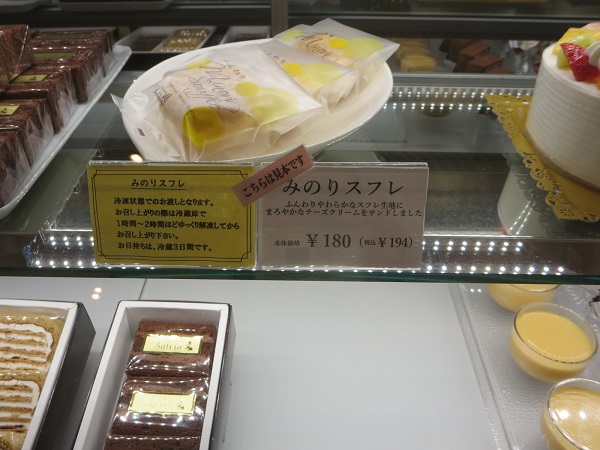 みのりスフレ
冷凍状態でのお渡しとなります。
お召し上がりの際は冷蔵庫で
1時間〜2時間ほどゆっくり解凍してから
お召し上がり下さい。
お日持ちは、冷蔵3日間です。
こちらは見本です
みのりスフレ
ふんわりやわらかなスフレ生地に
まろやかなチーズクリームをサンドしました
本体価格 ¥180 (税込 ¥194)
Salvia